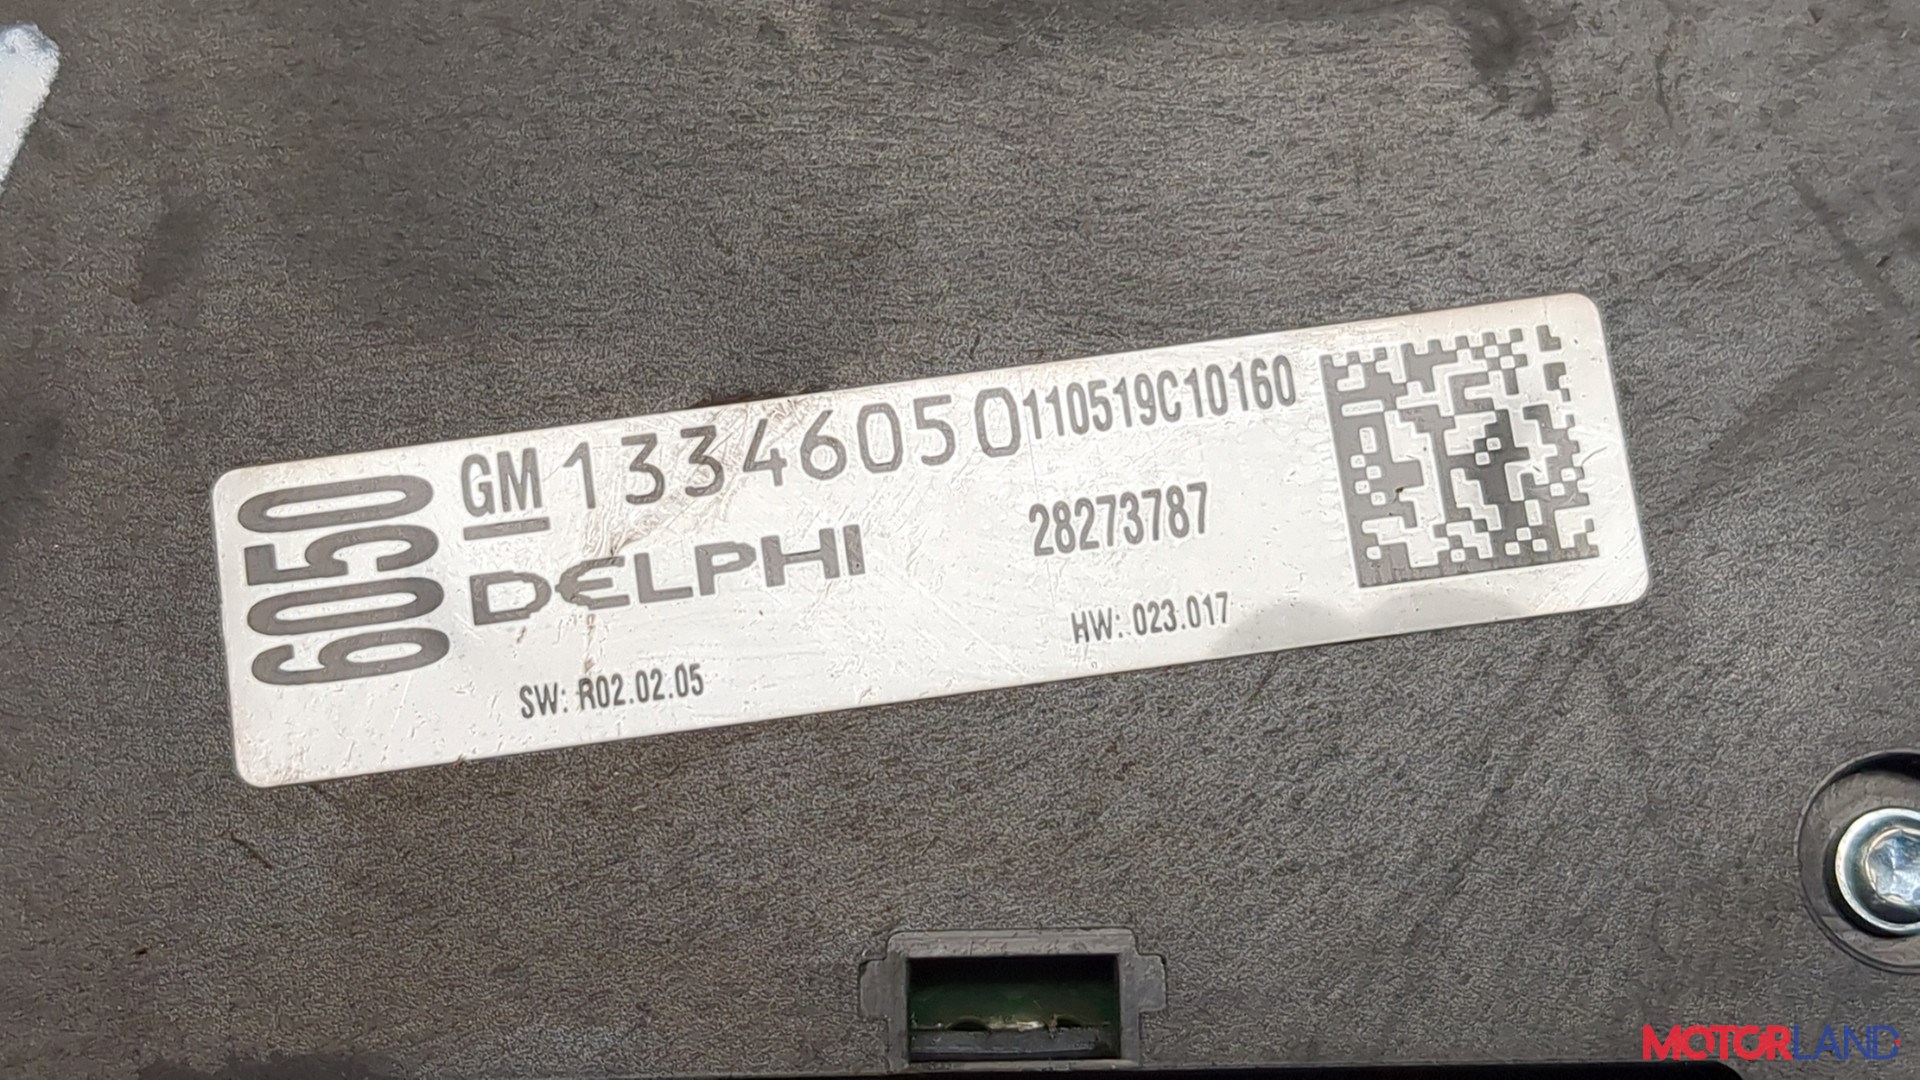 6050
GM 13346050 110519C10160
DELPHI 28273787
SW: R02.02.05 HW: 023.017
MOTORLAND